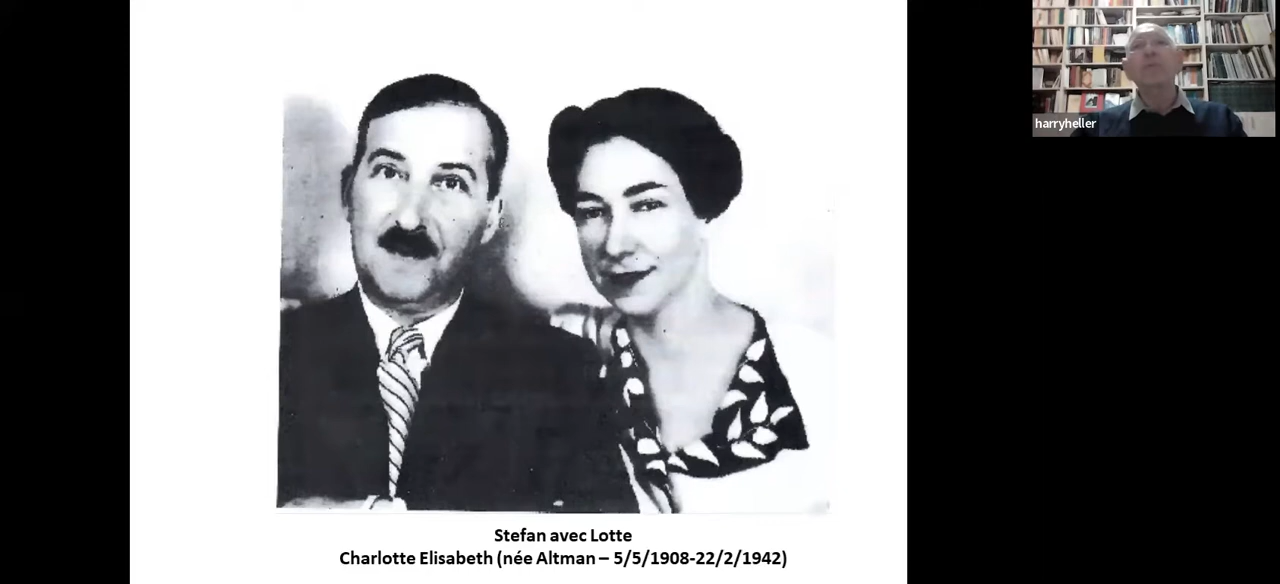 harryheller
Stefan avec Lotte
Charlotte Elisabeth (née Altman – 5/5/1908-22/2/1942)